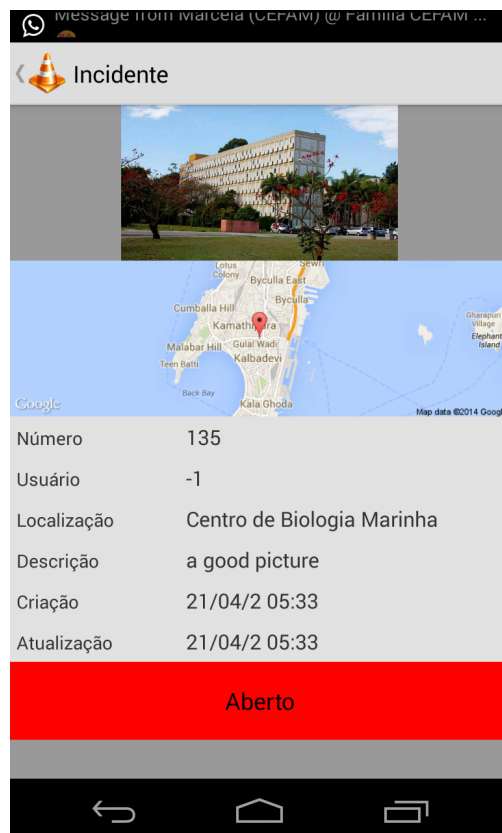 Message from Marcela (CEFAM) @ Familia CEFAM ...
Incidente
Lotus
Colony
Sewri
Byculla East
Byculla
Cumballa Hill
Kamathipura
Gharapuri
Village
Elephant
Island
Malabar Hill
Gulal Wadi
Kalbadevi
Teen Batti
Back Bay
Kala Ghoda
Google
Map data ©2014 Googl
Número 135
Usuário -1
Localização Centro de Biologia Marinha
Descrição a good picture
Criação 21/04/2 05:33
Atualização 21/04/2 05:33
Aberto